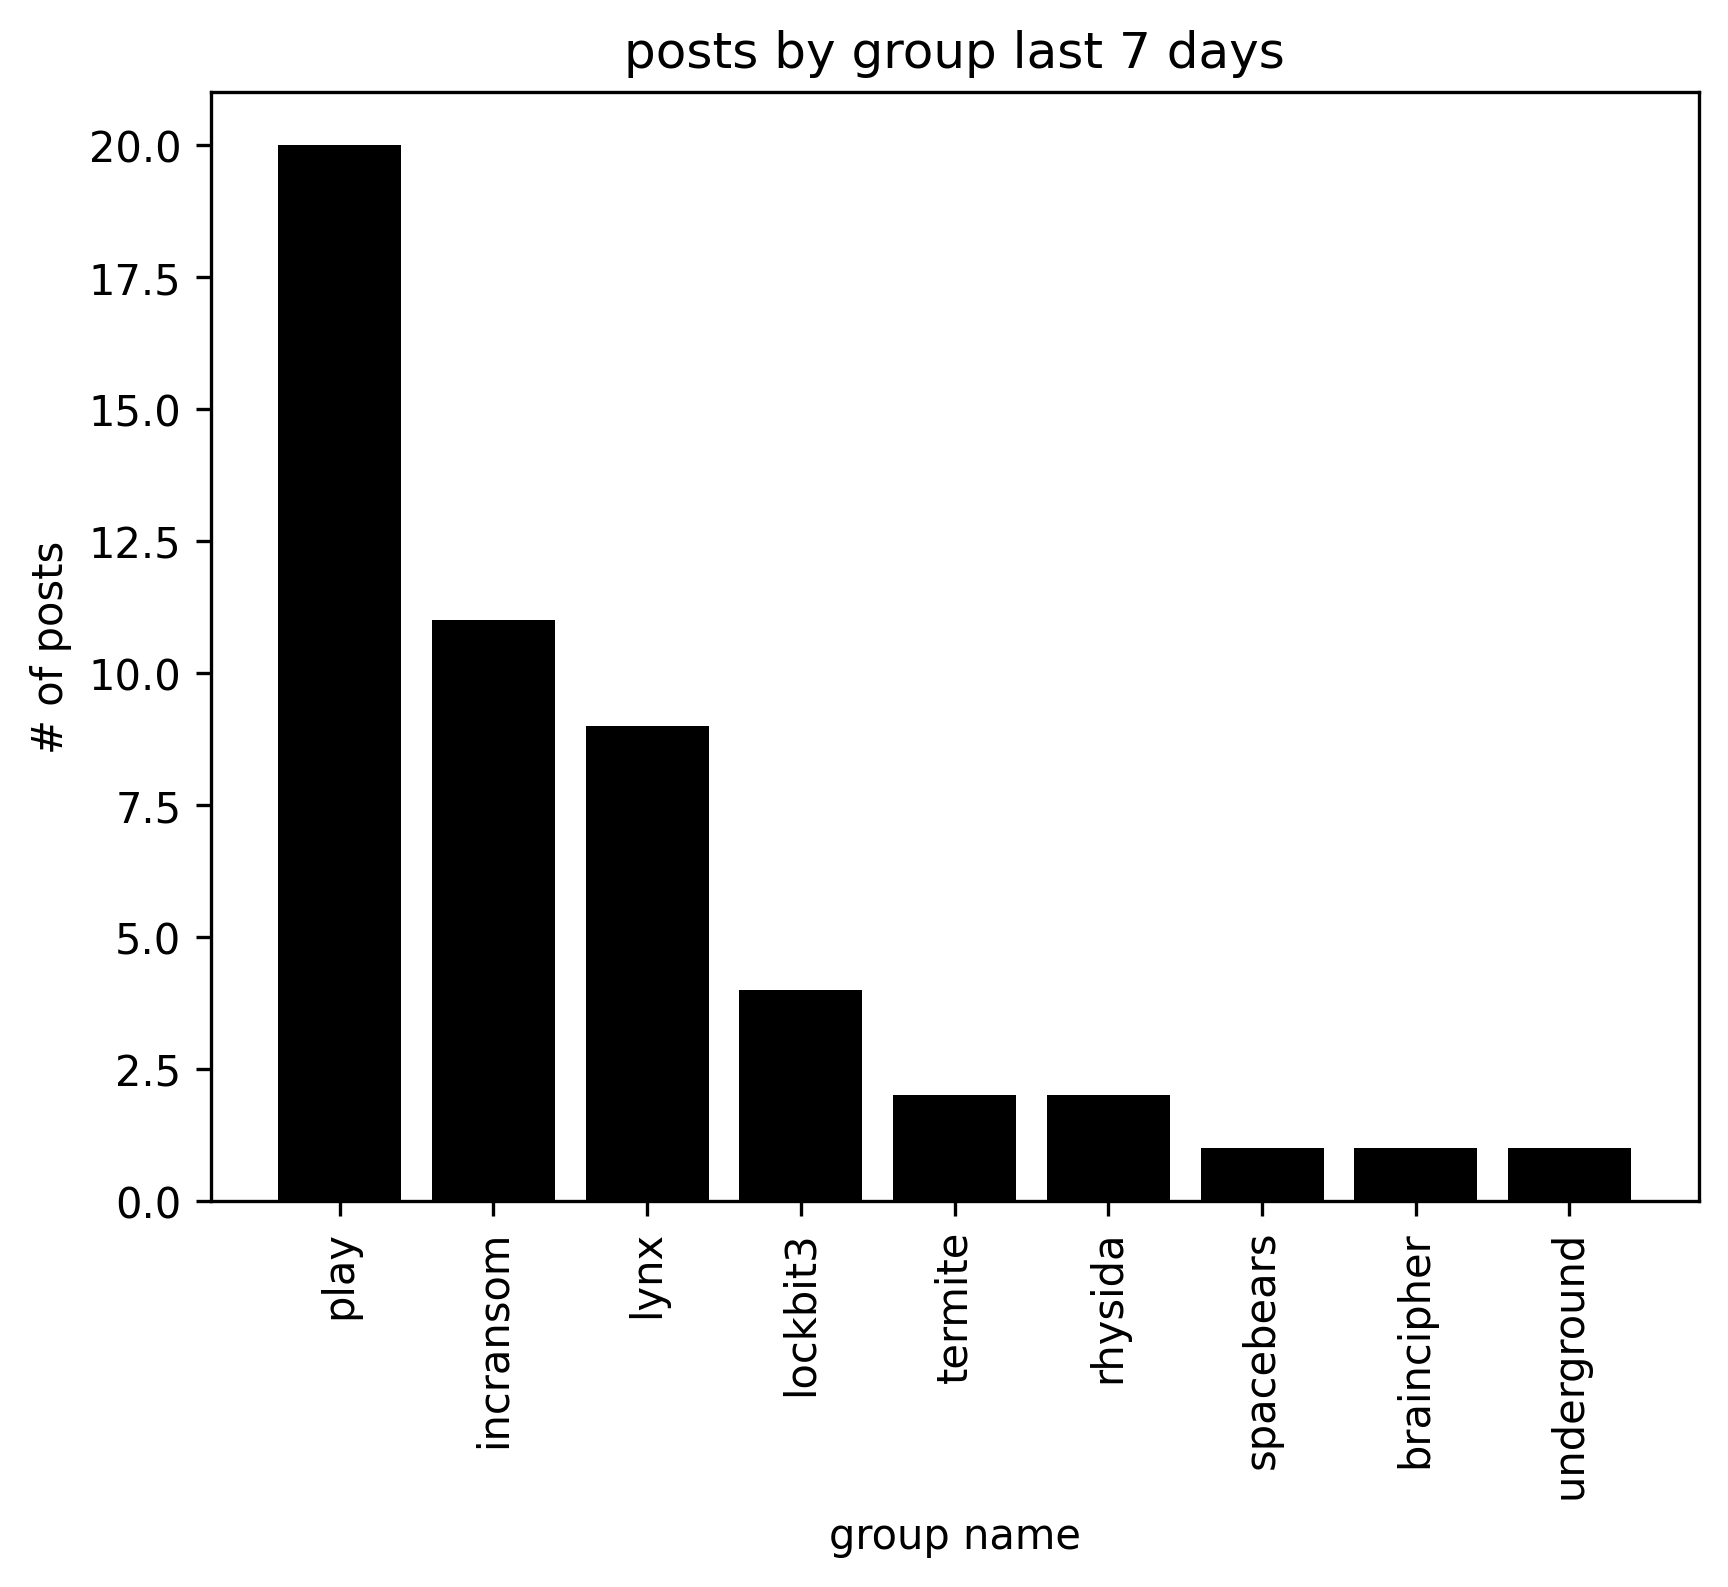 posts by group last 7 days
20.0
17.5
15.0
12.5
10.0
7.5
5.0
2.5
0.0
# of posts
play
incransom
lynx
lockbit3
termite
rhysida
spacebears
braincipher
underground
group name